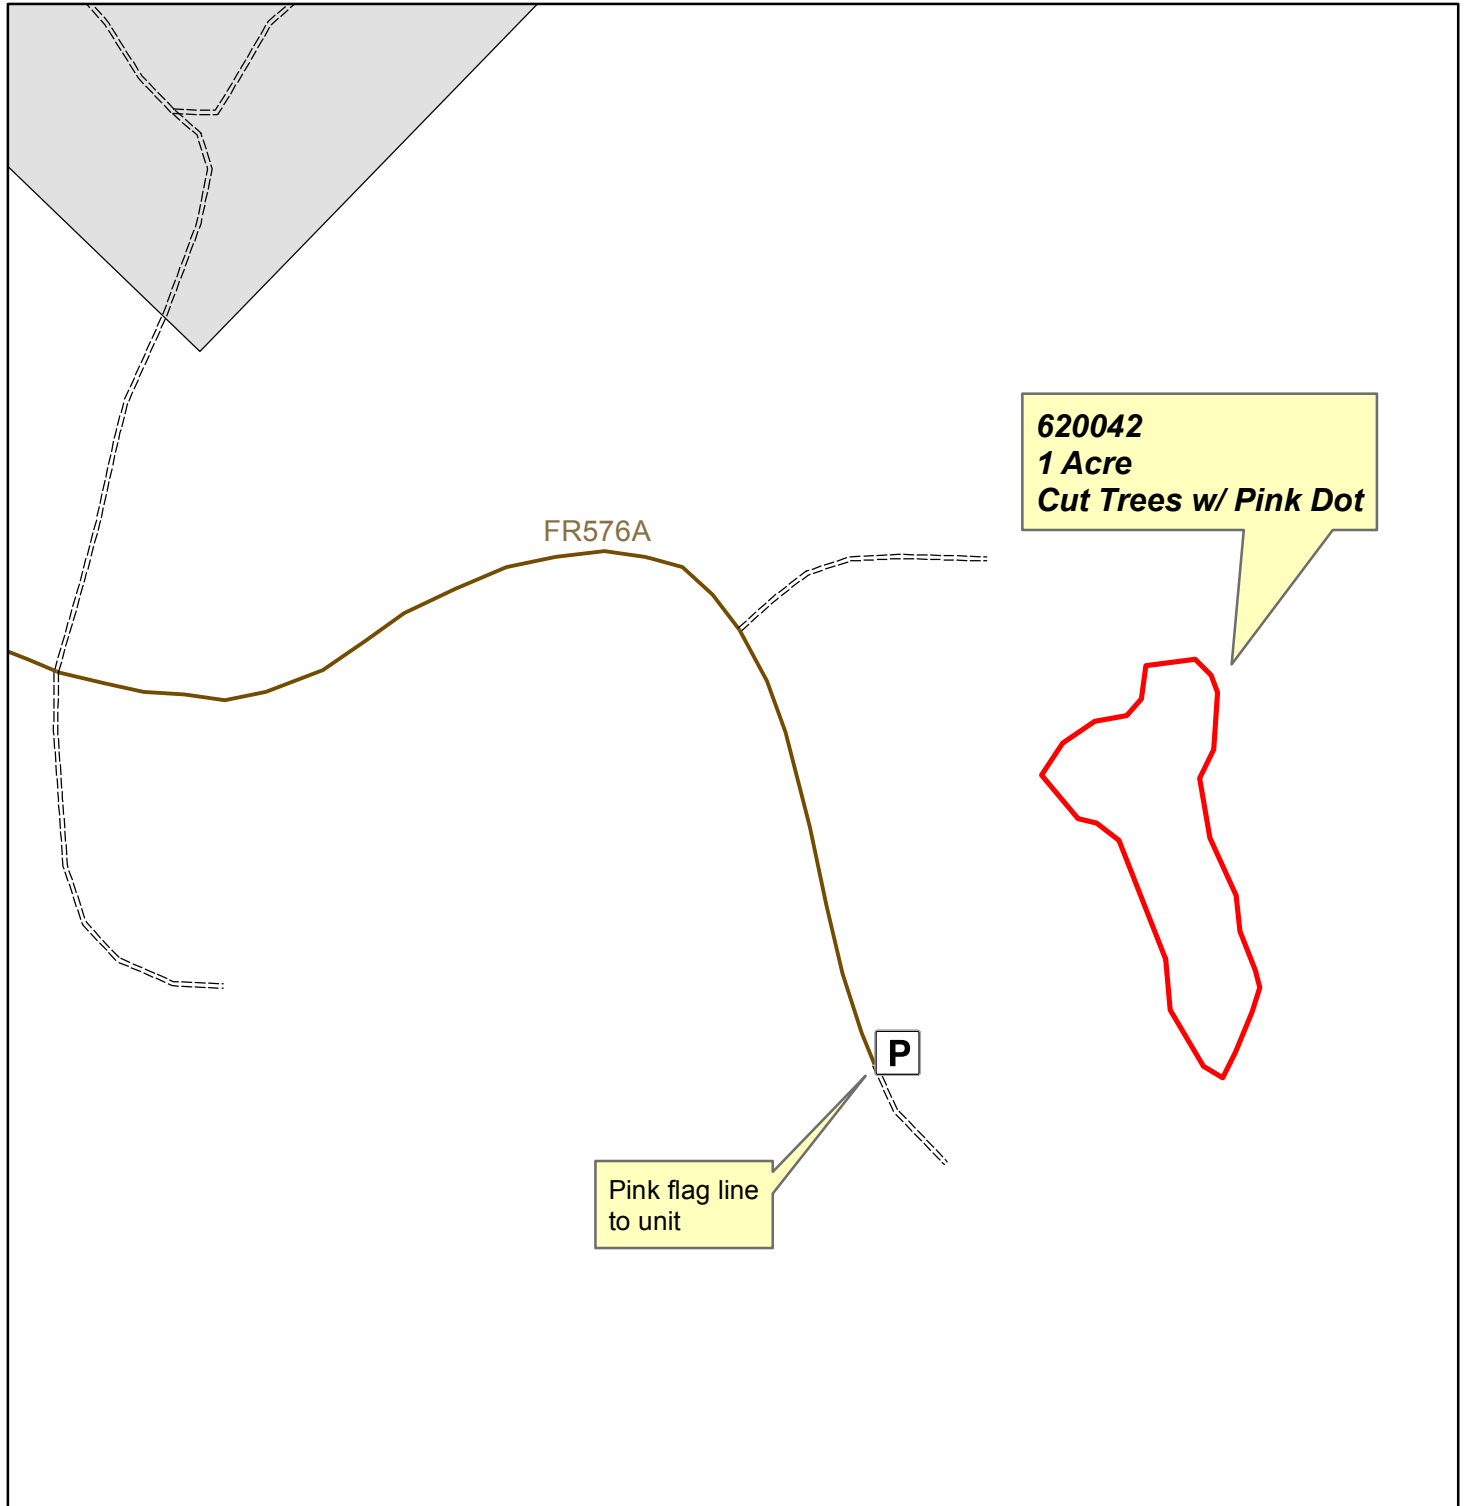 620042
1 Acre
Cut Trees w/ Pink Dot
FR576A
P
Pink flag line
to unit